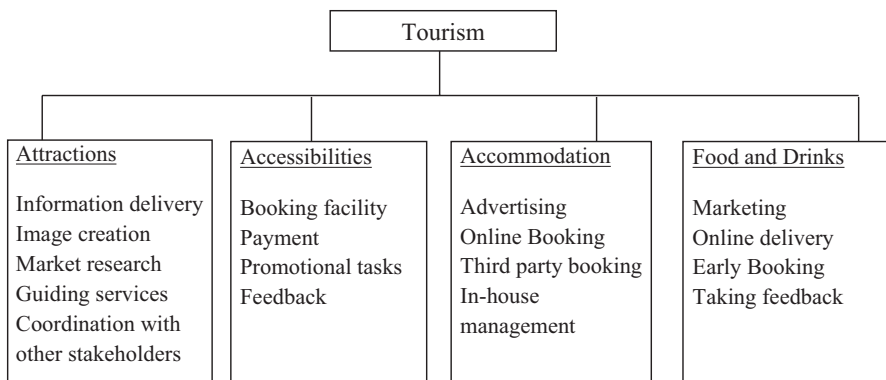 Tourism
Attractions
Information delivery
Image creation
Market research
Guiding services
Coordination with
other stakeholders
Accessibilities
Booking facility
Payment
Promotional tasks
Feedback
Accommodation
Advertising
Online Booking
Third party booking
In-house
management
Food and Drinks
Marketing
Online delivery
Early Booking
Taking feedback